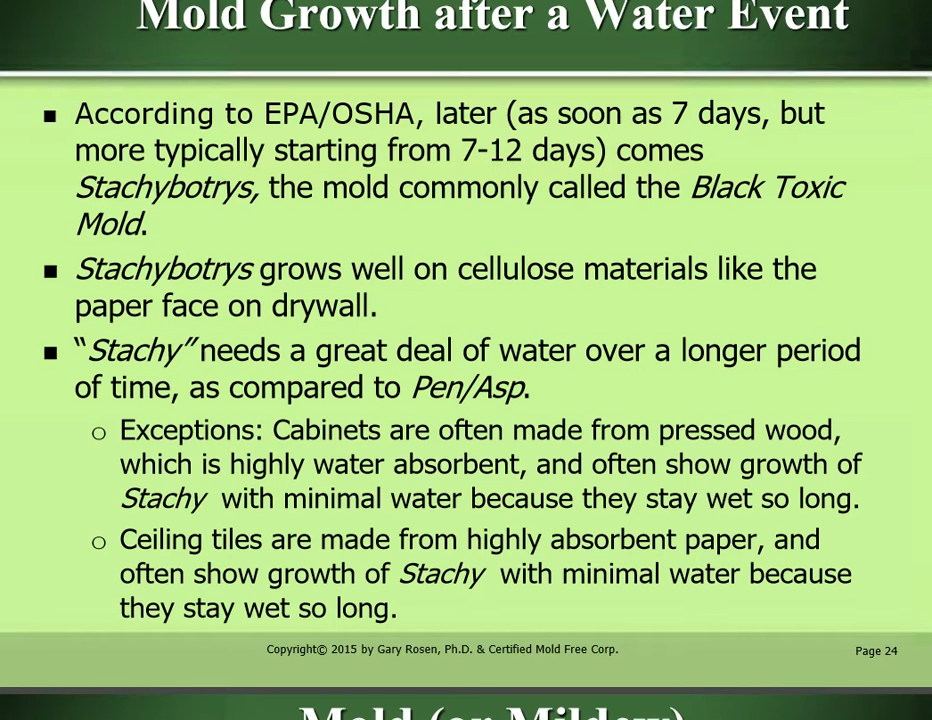 Mold Growth after a Water Event
■ According to EPA/OSHA, later (as soon as 7 days, but
more typically starting from 7-12 days) comes
Stachybotrys, the mold commonly called the Black Toxic
Mold.
■ Stachybotrys grows well on cellulose materials like the
paper face on drywall.
■ “Stachy” needs a great deal of water over a longer period
of time, as compared to Pen/Asp.
○ Exceptions: Cabinets are often made from pressed wood,
which is highly water absorbent, and often show growth of
Stachy with minimal water because they stay wet so long.
○ Ceiling tiles are made from highly absorbent paper, and
often show growth of Stachy with minimal water because
they stay wet so long.
Copyright© 2015 by Gary Rosen, Ph.D. & Certified Mold Free Corp.
Page 24
Mold (or Mildew)